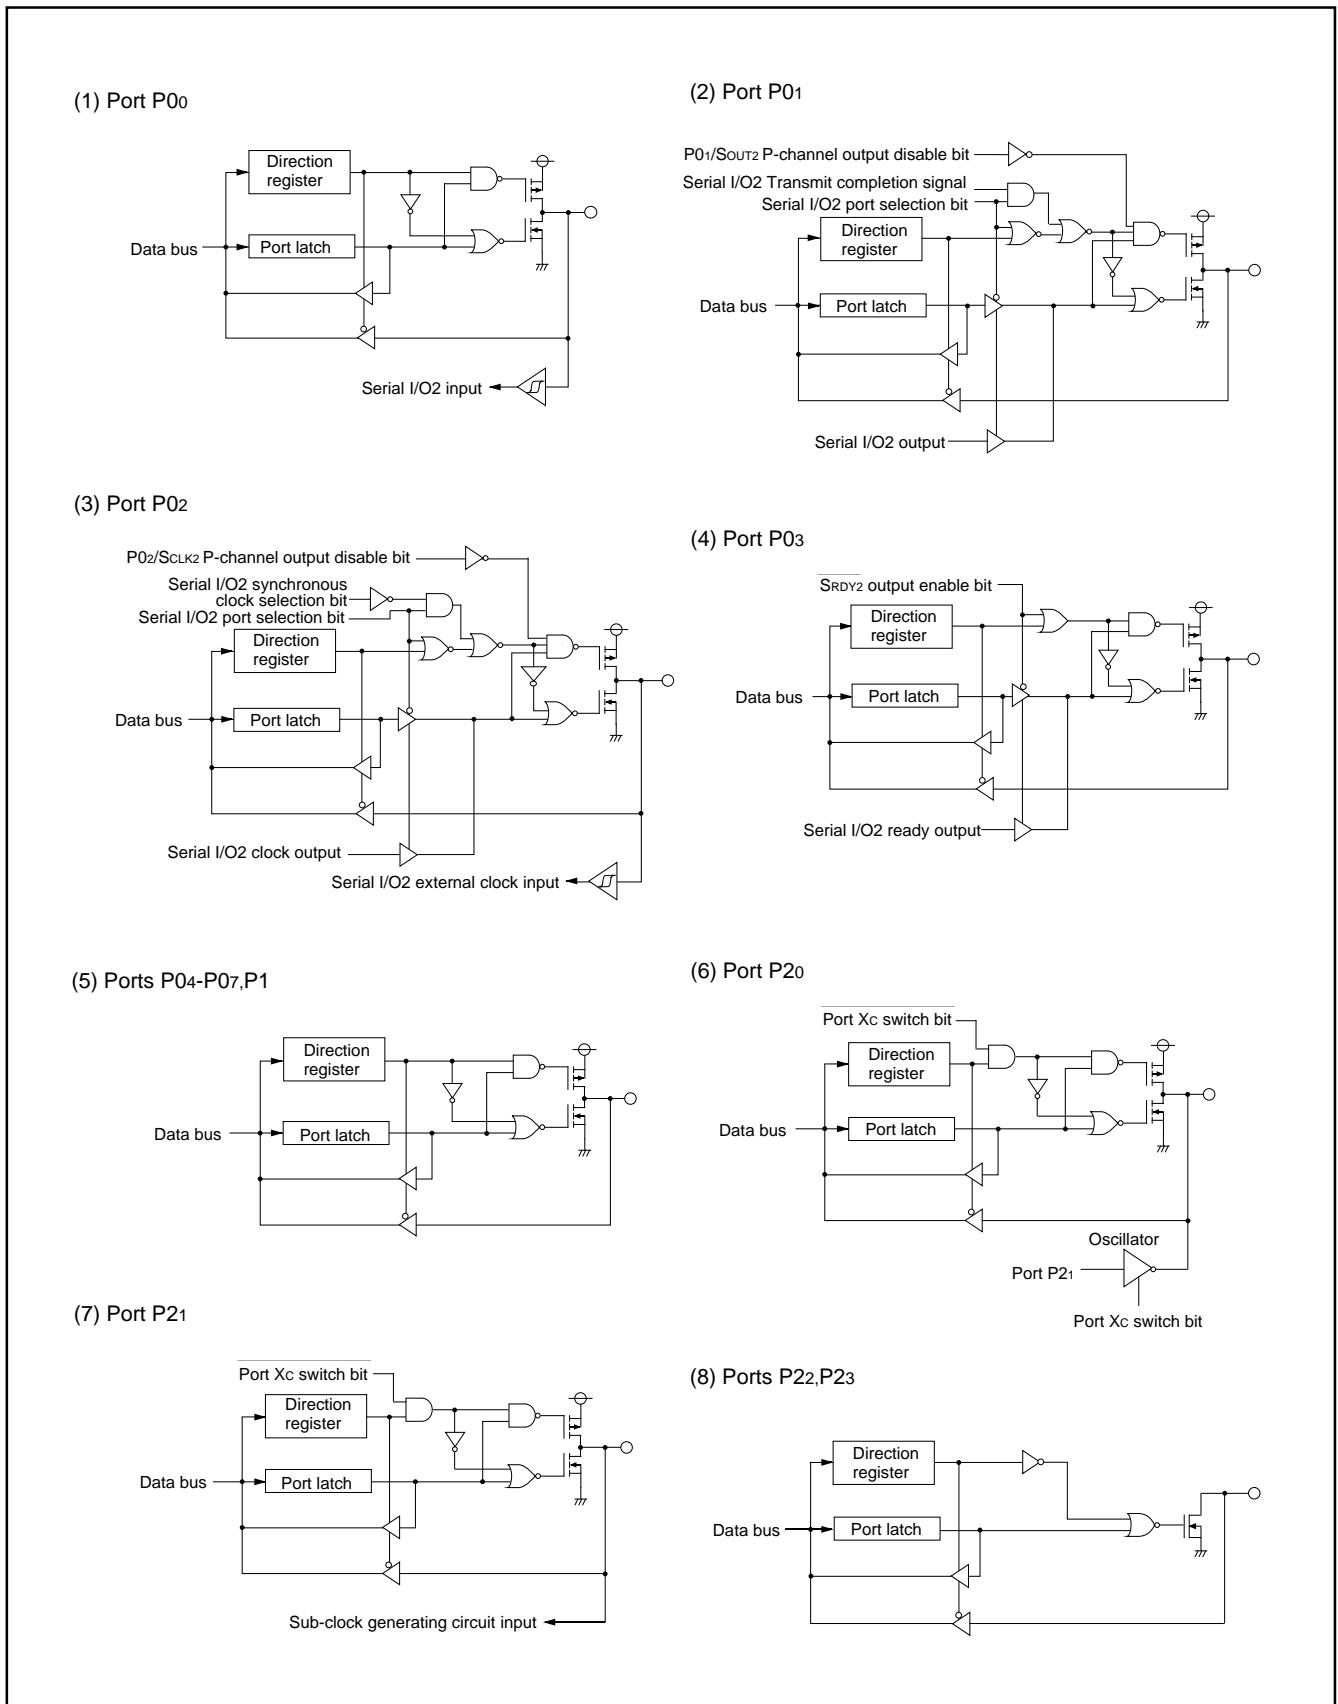 (1) Port P00
Direction
register
Data bus
Port latch
Serial I/O2 input
(2) Port P01
P01/SOUT2 P-channel output disable bit
Serial I/O2 Transmit completion signal
Serial I/O2 port selection bit
Direction
register
Data bus
Port latch
Serial I/O2 output
(3) Port P02
P02/SCLK2 P-channel output disable bit
Serial I/O2 synchronous
clock selection bit
Serial I/O2 port selection bit
Direction
register
Data bus
Port latch
Serial I/O2 clock output
Serial I/O2 external clock input
(4) Port P03
SRDY2 output enable bit
Direction
register
Data bus
Port latch
Serial I/O2 ready output
(5) Ports P04-P07,P1
Direction
register
Data bus
Port latch
(6) Port P20
Port XC switch bit
Direction
register
Data bus
Port latch
Oscillator
Port P21
Port XC switch bit
(7) Port P21
Port XC switch bit
Direction
register
Data bus
Port latch
Sub-clock generating circuit input
(8) Ports P22,P23
Direction
register
Data bus
Port latch